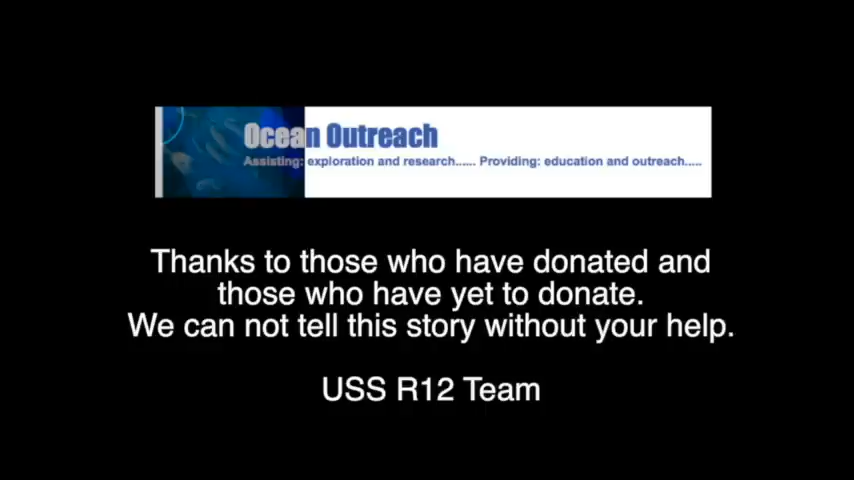 Ocean Outreach
Assisting: exploration and research...... Providing: education and outreach.....
Thanks to those who have donated and
those who have yet to donate.
We can not tell this story without your help.
USS R12 Team